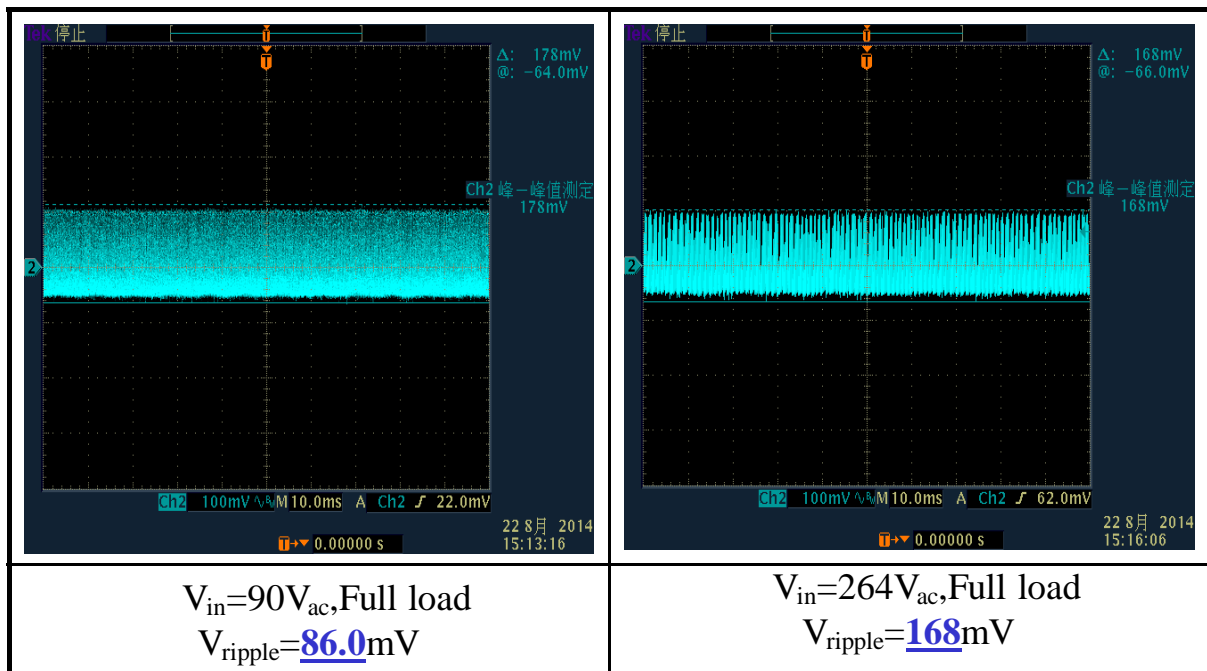 Tek 停止
Δ: 178mV
@: -64.0mV
Ch2 峰-峰值测定
178mV
2
Ch2 100mV M 10.0ms A Ch2 22.0mV
22 8月 2014
15:13:16
T 0.00000 s
Tek 停止
Δ: 168mV
@: -66.0mV
Ch2 峰-峰值测定
168mV
2
Ch2 100mV M 10.0ms A Ch2 62.0mV
22 8月 2014
15:16:06
T 0.00000 s
Vin=90Vac,Full load
Vripple=86.0mV
Vin=264Vac,Full load
Vripple=168mV